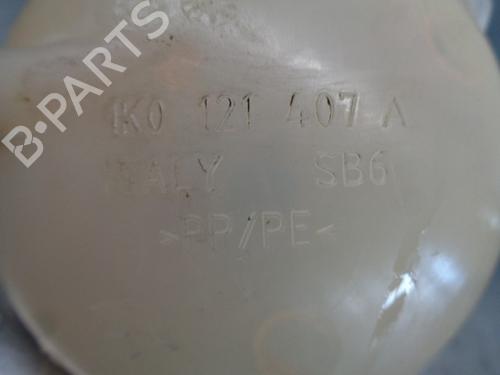 B-PARTS
1K0 121 407 A
ITALY SB6
>PP/PE<